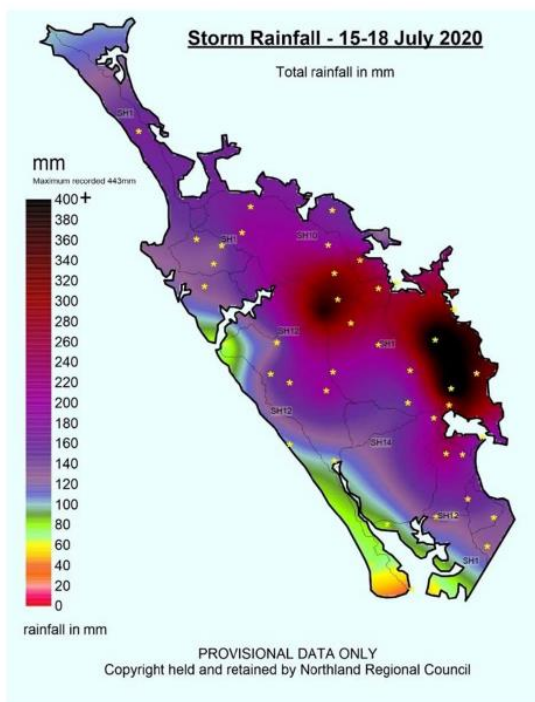 Storm Rainfall - 15-18 July 2020
Total rainfall in mm
SH1
mm
Maximum recorded 443mm
400 +
380
360
340
320
300
280
260
240
220
200
180
160
140
120
100
80
60
40
20
0
rainfall in mm
SH1
SH10
SH12
SH1
SH12
SH14
SH12
SH1
PROVISIONAL DATA ONLY
Copyright held and retained by Northland Regional Council